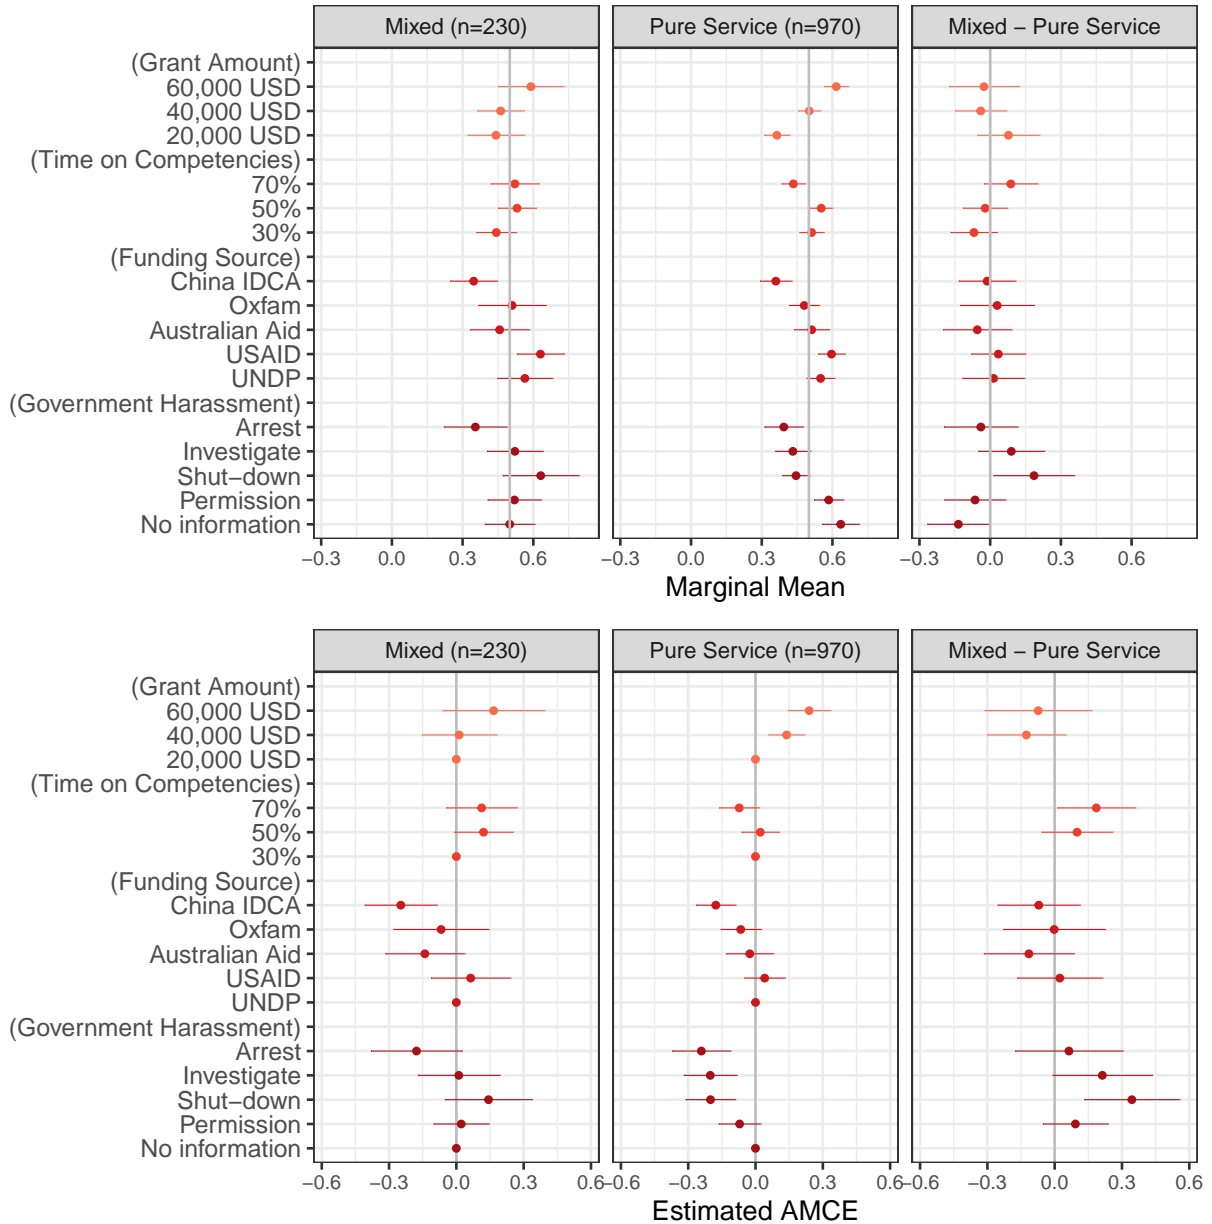 Mixed (n=230) Pure Service (n=970) Mixed − Pure Service
(Grant Amount)
60,000 USD
40,000 USD
20,000 USD
(Time on Competencies)
70%
50%
30%
(Funding Source)
China IDCA
Oxfam
Australian Aid
USAID
UNDP
(Government Harassment)
Arrest
Investigate
Shut−down
Permission
No information
−0.3 0.0 0.3 0.6 −0.3 0.0 0.3 0.6 −0.3 0.0 0.3 0.6
Marginal Mean
Mixed (n=230) Pure Service (n=970) Mixed − Pure Service
(Grant Amount)
60,000 USD
40,000 USD
20,000 USD
(Time on Competencies)
70%
50%
30%
(Funding Source)
China IDCA
Oxfam
Australian Aid
USAID
UNDP
(Government Harassment)
Arrest
Investigate
Shut−down
Permission
No information
−0.6 −0.3 0.0 0.3 0.6 −0.6 −0.3 0.0 0.3 0.6 −0.6 −0.3 0.0 0.3 0.6
Estimated AMCE